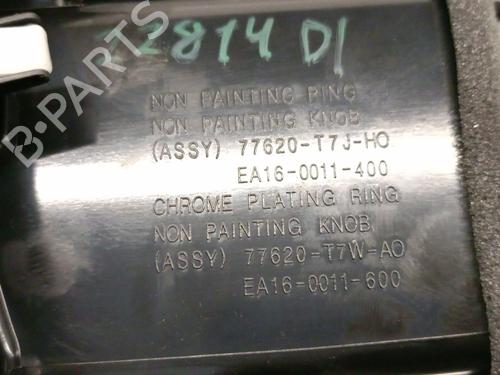 72814 D1
NON PAINTING RING
NON PAINTING KNOB
(ASSY) 77620-T7J-HO
EA16-0011-400
CHROME PLATING RING
NON PAINTING KNOB
(ASSY) 77620-T7W-AO
EA16-0011-600
B-PARTS